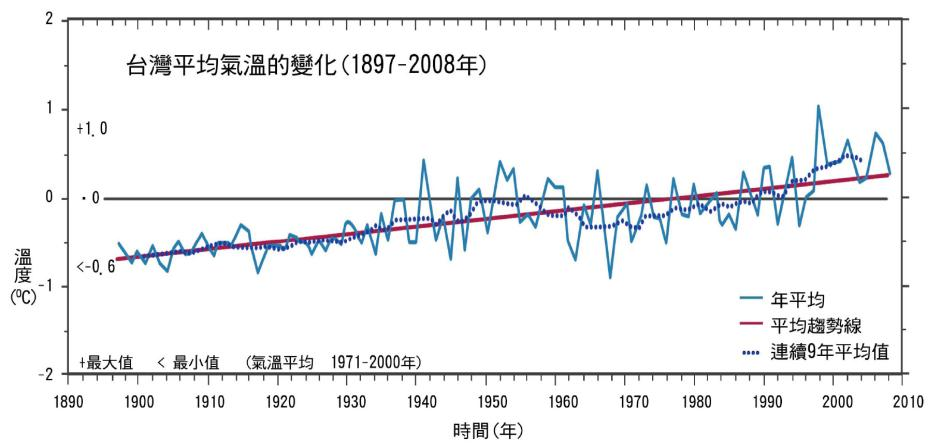 台灣平均氣溫的變化(1897-2008年)
2
1
+1.0
·0
0
<-0.6
溫度
(ºC)
-1
年平均
平均趨勢線
連續9年平均值
+最大值 < 最小值 (氣溫平均 1971-2000年)
-2
1890 1900 1910 1920 1930 1940 1950 1960 1970 1980 1990 2000 2010
時間(年)